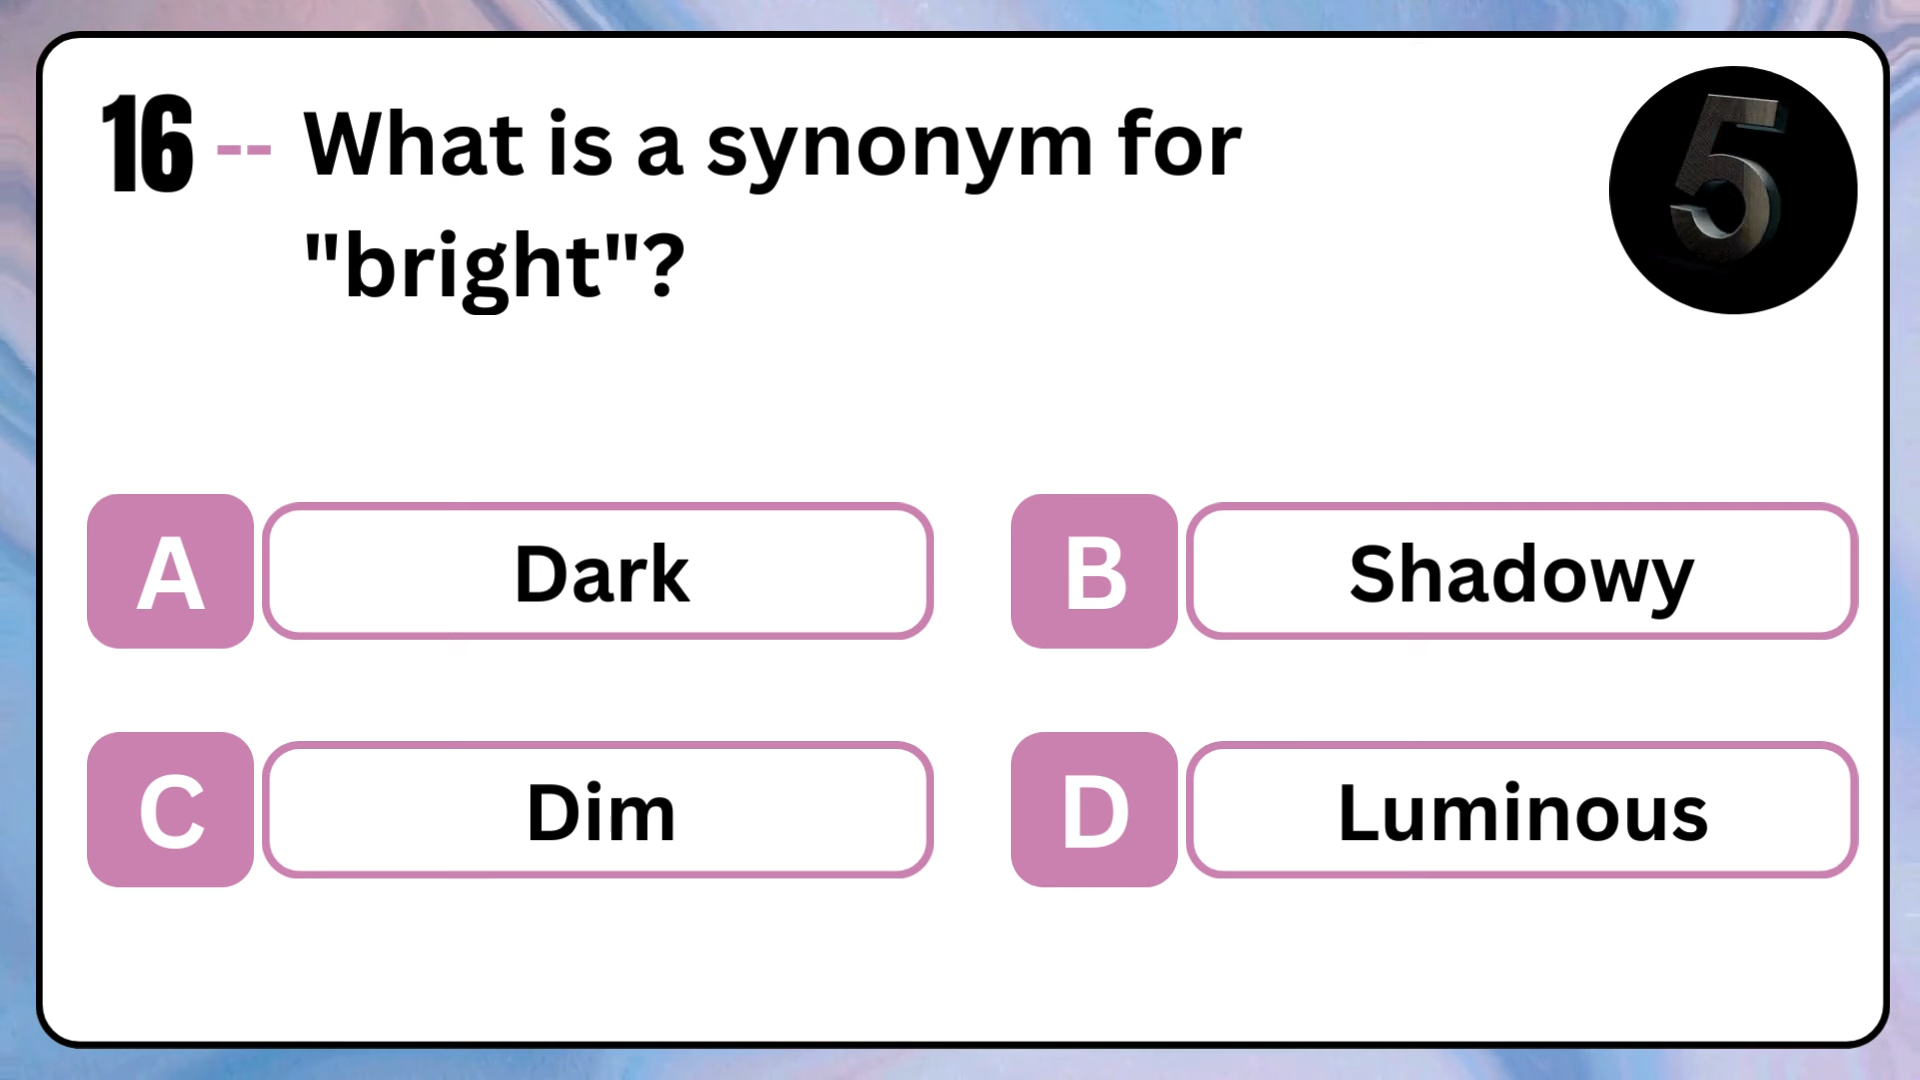 16 -- What is a synonym for
"bright"?
5
A Dark
B Shadowy
C Dim
D Luminous